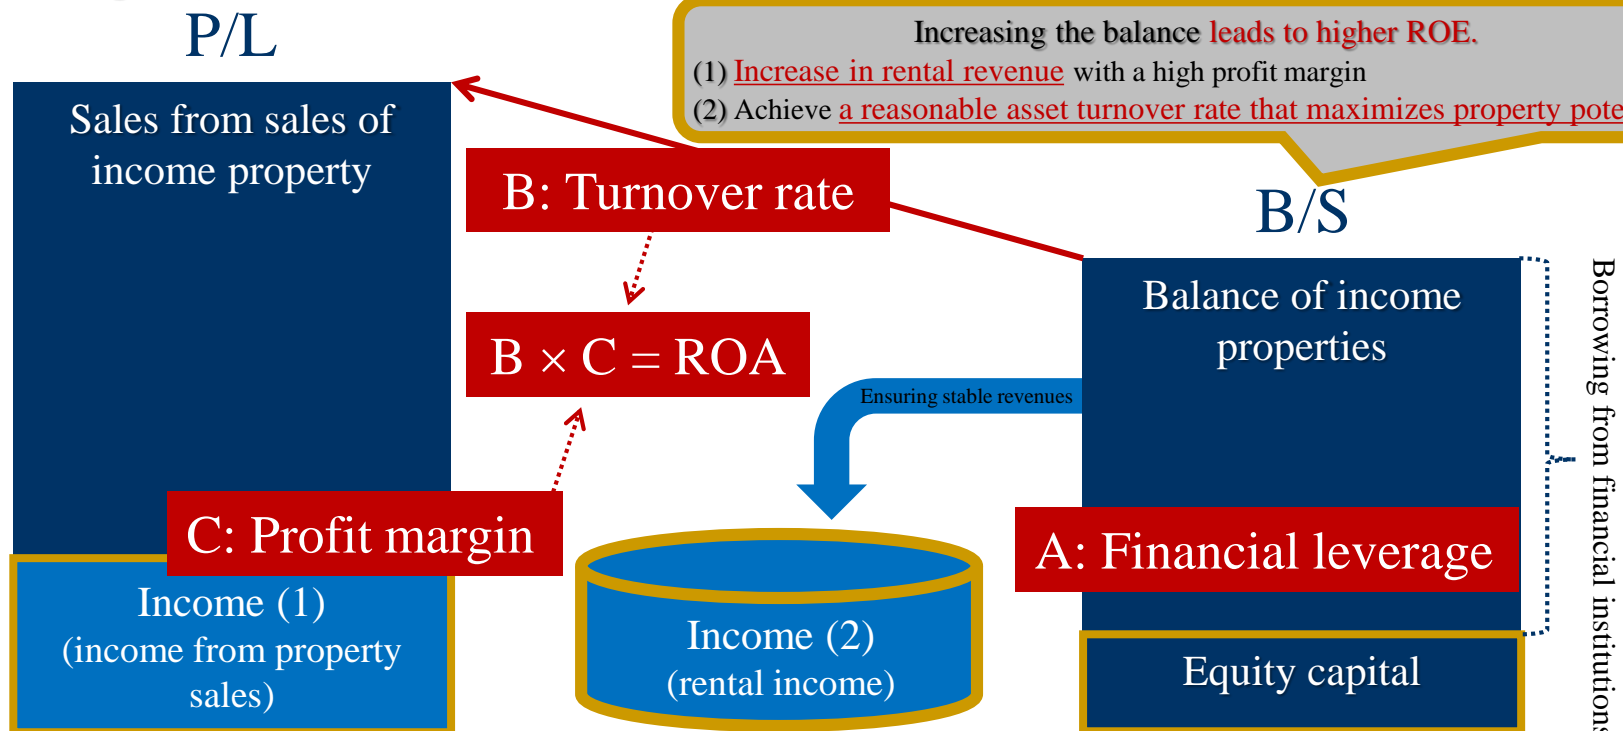 P/L
Increasing the balance leads to higher ROE.
(1) Increase in rental revenue with a high profit margin
(2) Achieve a reasonable asset turnover rate that maximizes property pote
Sales from sales of
income property
B: Turnover rate
B/S
Balance of income
properties
B × C = ROA
Ensuring stable revenues
C: Profit margin
A: Financial leverage
Income (1)
(income from property
sales)
Income (2)
(rental income)
Equity capital
Borrowing from financial institutions